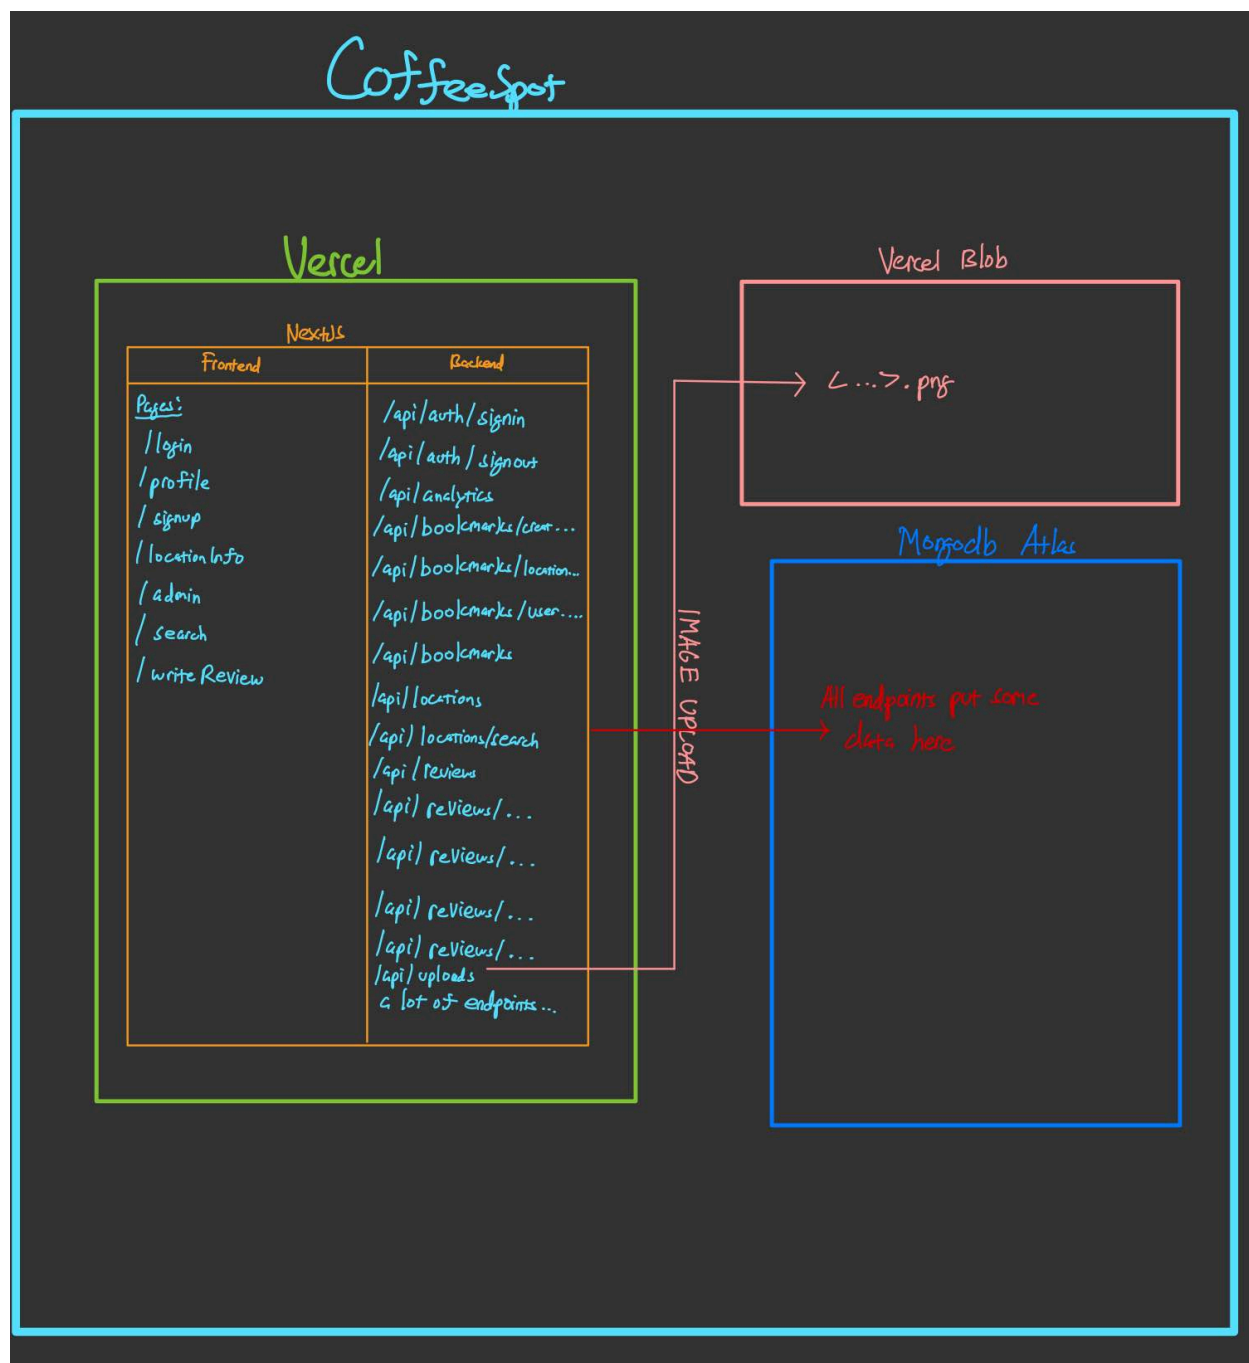 CoffeeSpot
Vercel
NextJS
Frontend
Backend
Pages:
/login
/profile
/signup
/locationInfo
/admin
/search
/writeReview
/api/auth/signin
/api/auth/signout
/api/analytics
/api/bookmarks/creat...
/api/bookmarks/location...
/api/bookmarks/user....
/api/bookmarks
/api/locations
/api/locations/search
/api/reviews
/api/reviews/...
/api/reviews/...
/api/reviews/...
/api/reviews/...
/api/uploads
a lot of endpoints...
IMAGE UPLOAD
Vercel Blob
<...>.png
Mongodb Atlas
All endpoints put some
data here